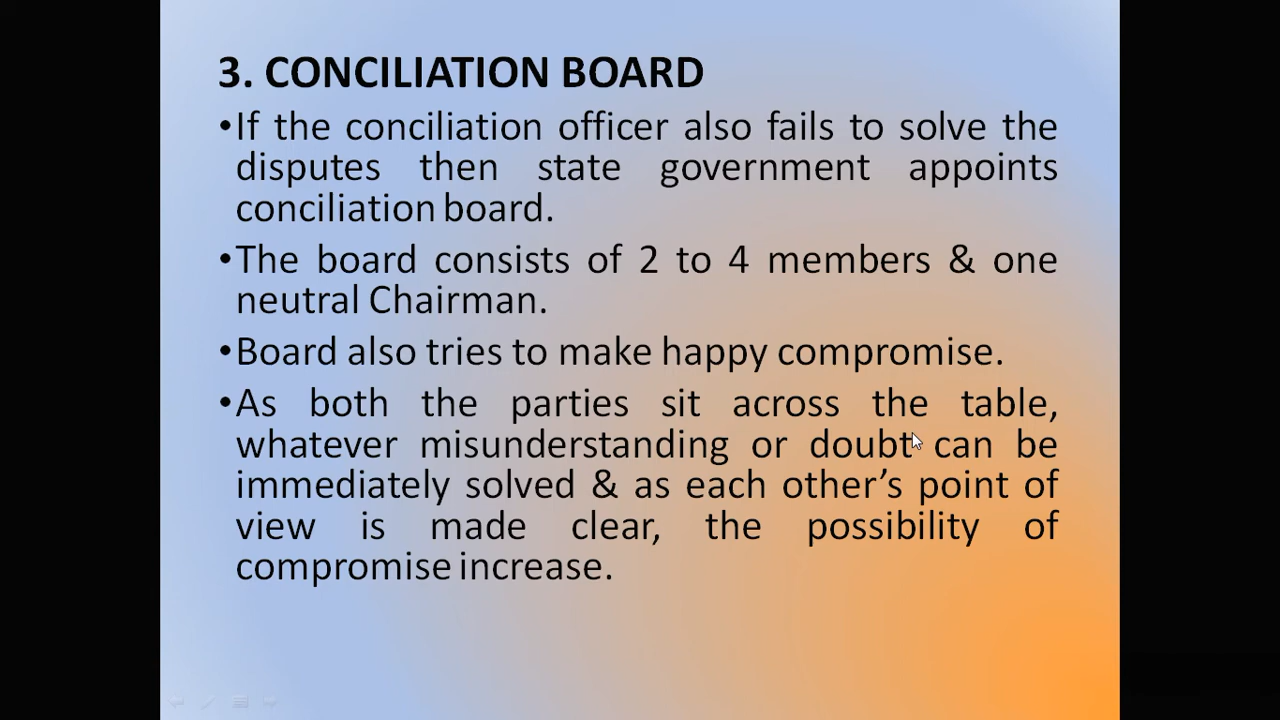 3. CONCILIATION BOARD
•If the conciliation officer also fails to solve the
disputes then state government appoints
conciliation board.
•The board consists of 2 to 4 members & one
neutral Chairman.
•Board also tries to make happy compromise.
•As both the parties sit across the table,
whatever misunderstanding or doubt can be
immediately solved & as each other’s point of
view is made clear, the possibility of
compromise increase.